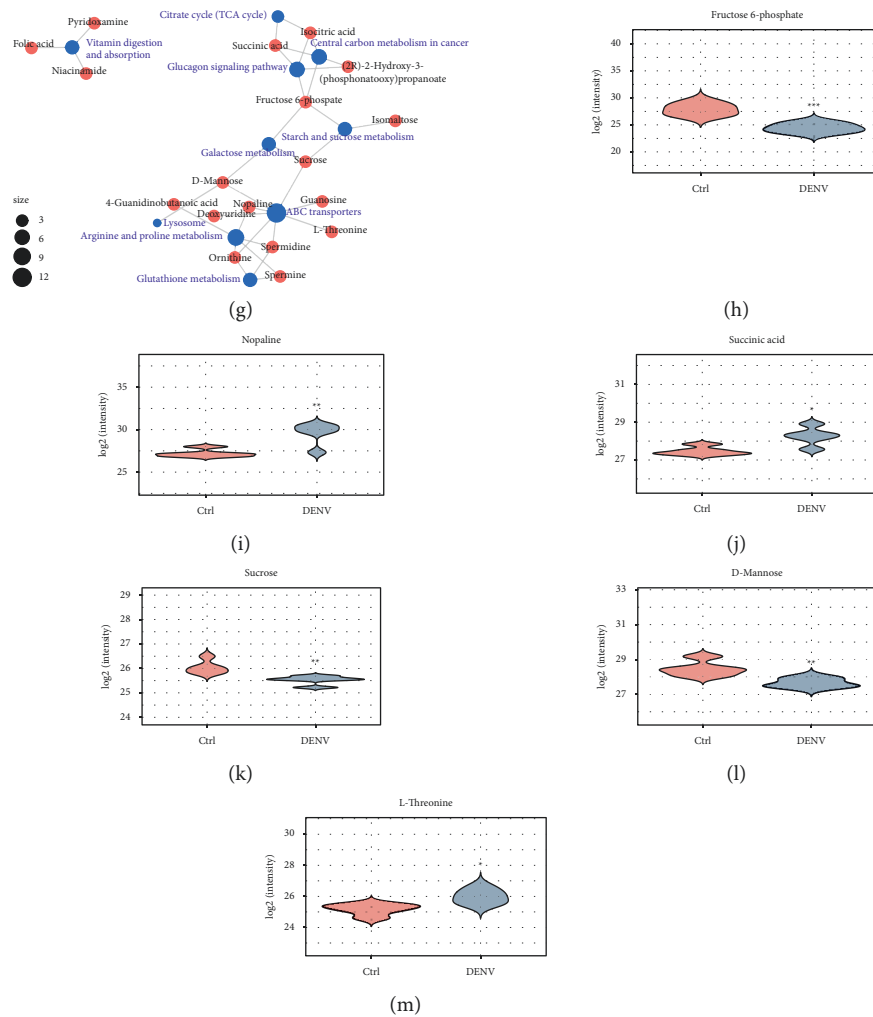 Citrate cycle (TCA cycle)
Pyridoxamine
Isocitric acid
Folic acid
Vitamin digestion
and absorption
Succinic acid
Central carbon metabolism in cancer
Niacinamide
Glucagon signaling pathway
(2R)-2-Hydroxy-3-
(phosphonatooxy)propanoate
Fructose 6-phospate
Isomaltose
Starch and sucrose metabolism
Galactose metabolism
Sucrose
D-Mannose
4-Guanidinobutanoic acid
Nopaline
Guanosine
Deoxyuridine
ABC transporters
Lysosome
L-Threonine
Arginine and proline metabolism
Spermidine
Ornithine
Glutathione metabolism
Spermine
size
3
6
9
12
(g)
Fructose 6-phosphate
log2 (intensity)
40
35
30
25
20
***
Ctrl
DENV
(h)
Nopaline
log2 (intensity)
35
30
25
**
Ctrl
DENV
(i)
Succinic acid
log2 (intensity)
31
29
27
*
Ctrl
DENV
(j)
Sucrose
log2 (intensity)
29
28
27
26
25
24
**
Ctrl
DENV
(k)
D-Mannose
log2 (intensity)
33
31
29
27
**
Ctrl
DENV
(l)
L-Threonine
log2 (intensity)
30
28
26
24
*
Ctrl
DENV
(m)